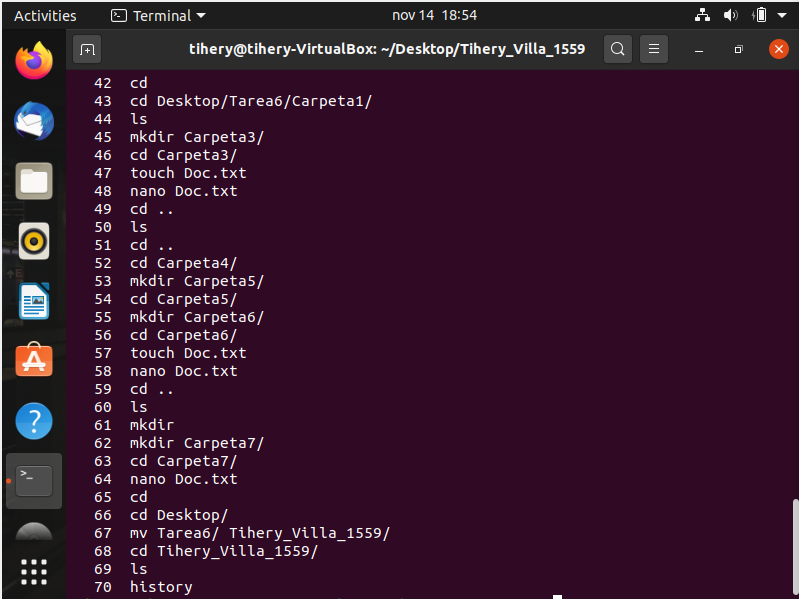 Activities Terminal nov 14 18:54
tihery@tihery-VirtualBox: ~/Desktop/Tihery_Villa_1559
42 cd
43 cd Desktop/Tarea6/Carpeta1/
44 ls
45 mkdir Carpeta3/
46 cd Carpeta3/
47 touch Doc.txt
48 nano Doc.txt
49 cd ..
50 ls
51 cd ..
52 cd Carpeta4/
53 mkdir Carpeta5/
54 cd Carpeta5/
55 mkdir Carpeta6/
56 cd Carpeta6/
57 touch Doc.txt
58 nano Doc.txt
59 cd ..
60 ls
61 mkdir
62 mkdir Carpeta7/
63 cd Carpeta7/
64 nano Doc.txt
65 cd
66 cd Desktop/
67 mv Tarea6/ Tihery_Villa_1559/
68 cd Tihery_Villa_1559/
69 ls
70 history